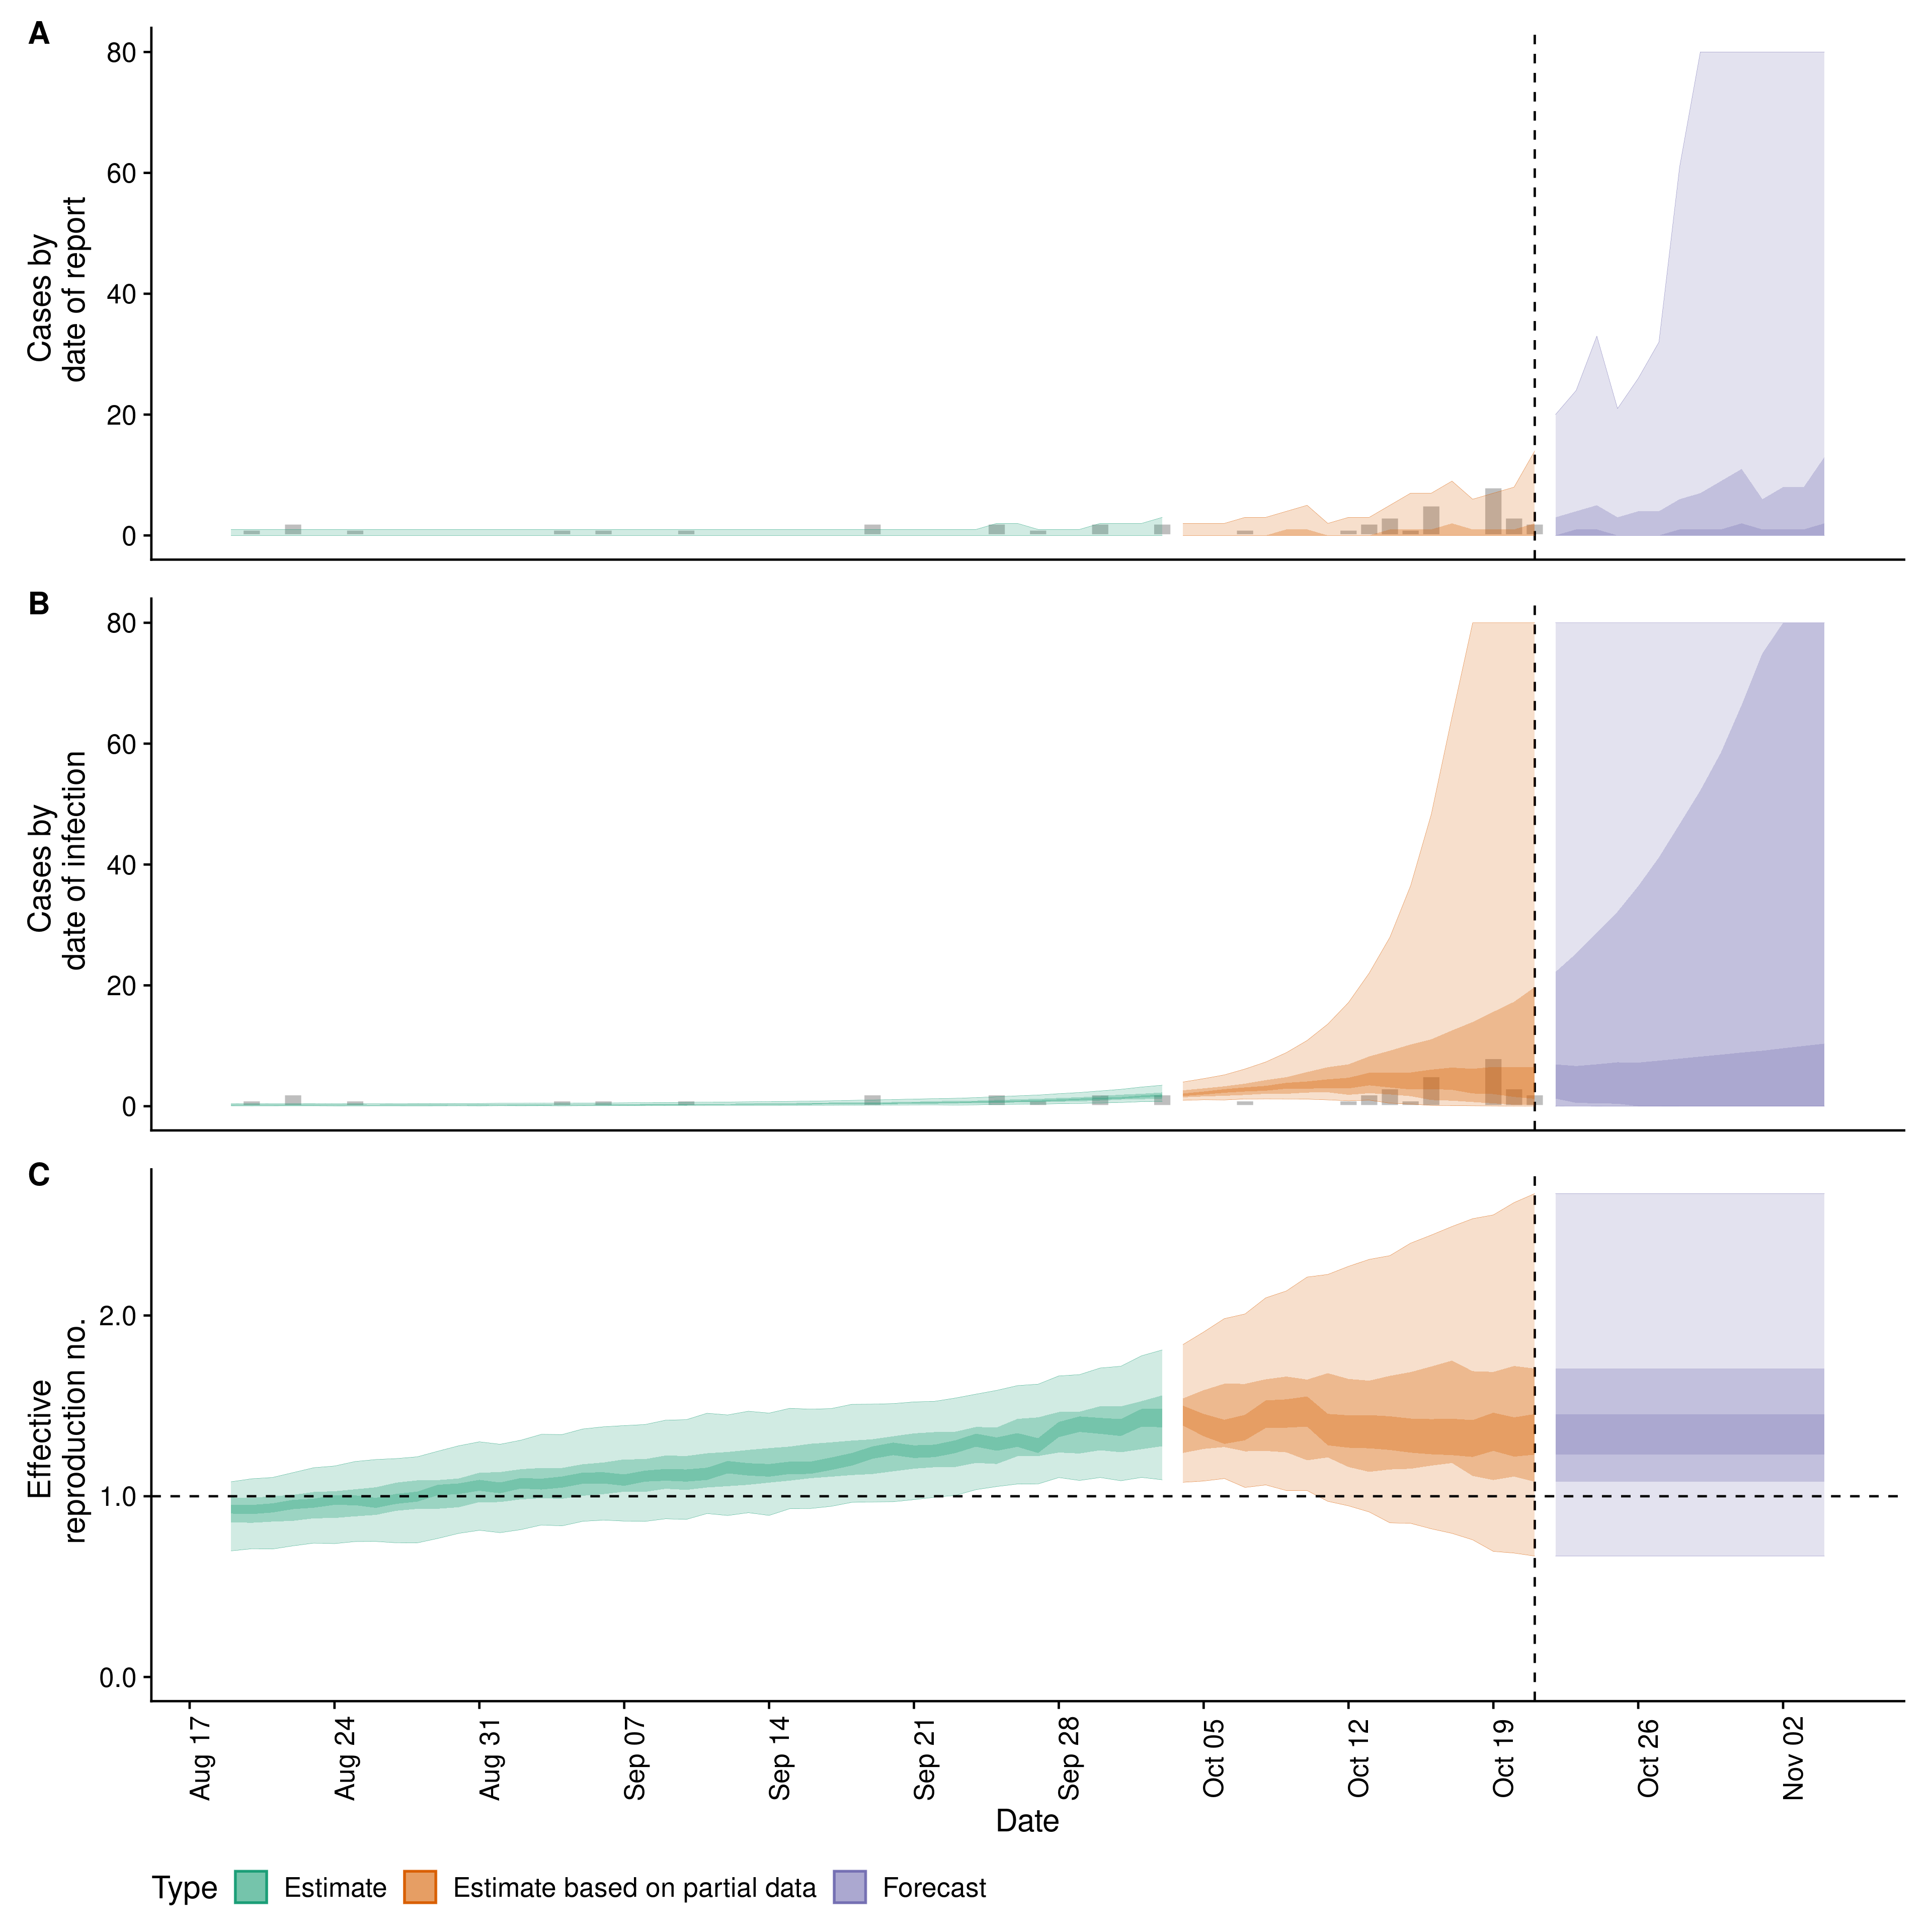 A
80
60
40
20
0
Cases by
date of report
B
80
60
40
20
0
Cases by
date of infection
C
2.0
1.0
0.0
Effective
reproduction no.
Aug 17
Aug 24
Aug 31
Sep 07
Sep 14
Sep 21
Sep 28
Oct 05
Oct 12
Oct 19
Oct 26
Nov 02
Date
Type Estimate Estimate based on partial data Forecast